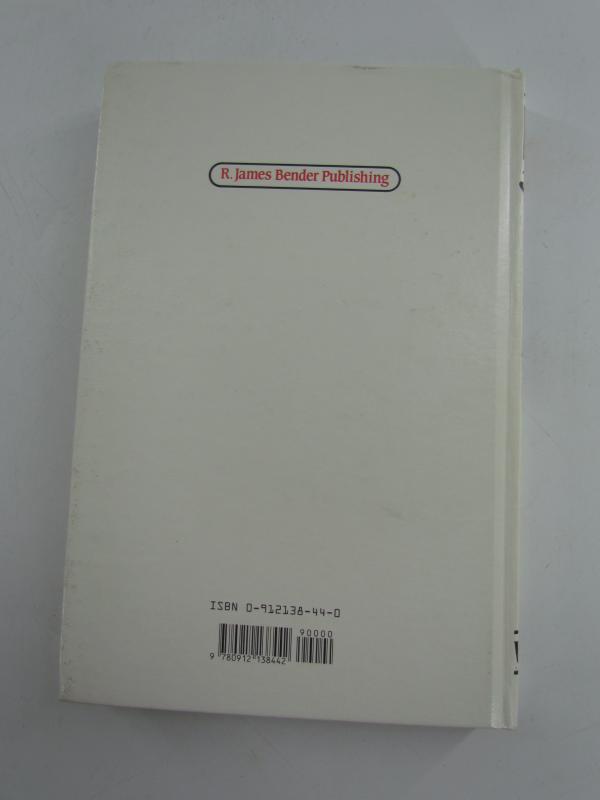 R. James Bender Publishing
ISBN 0-912138-44-0
90000
9 780912 138442